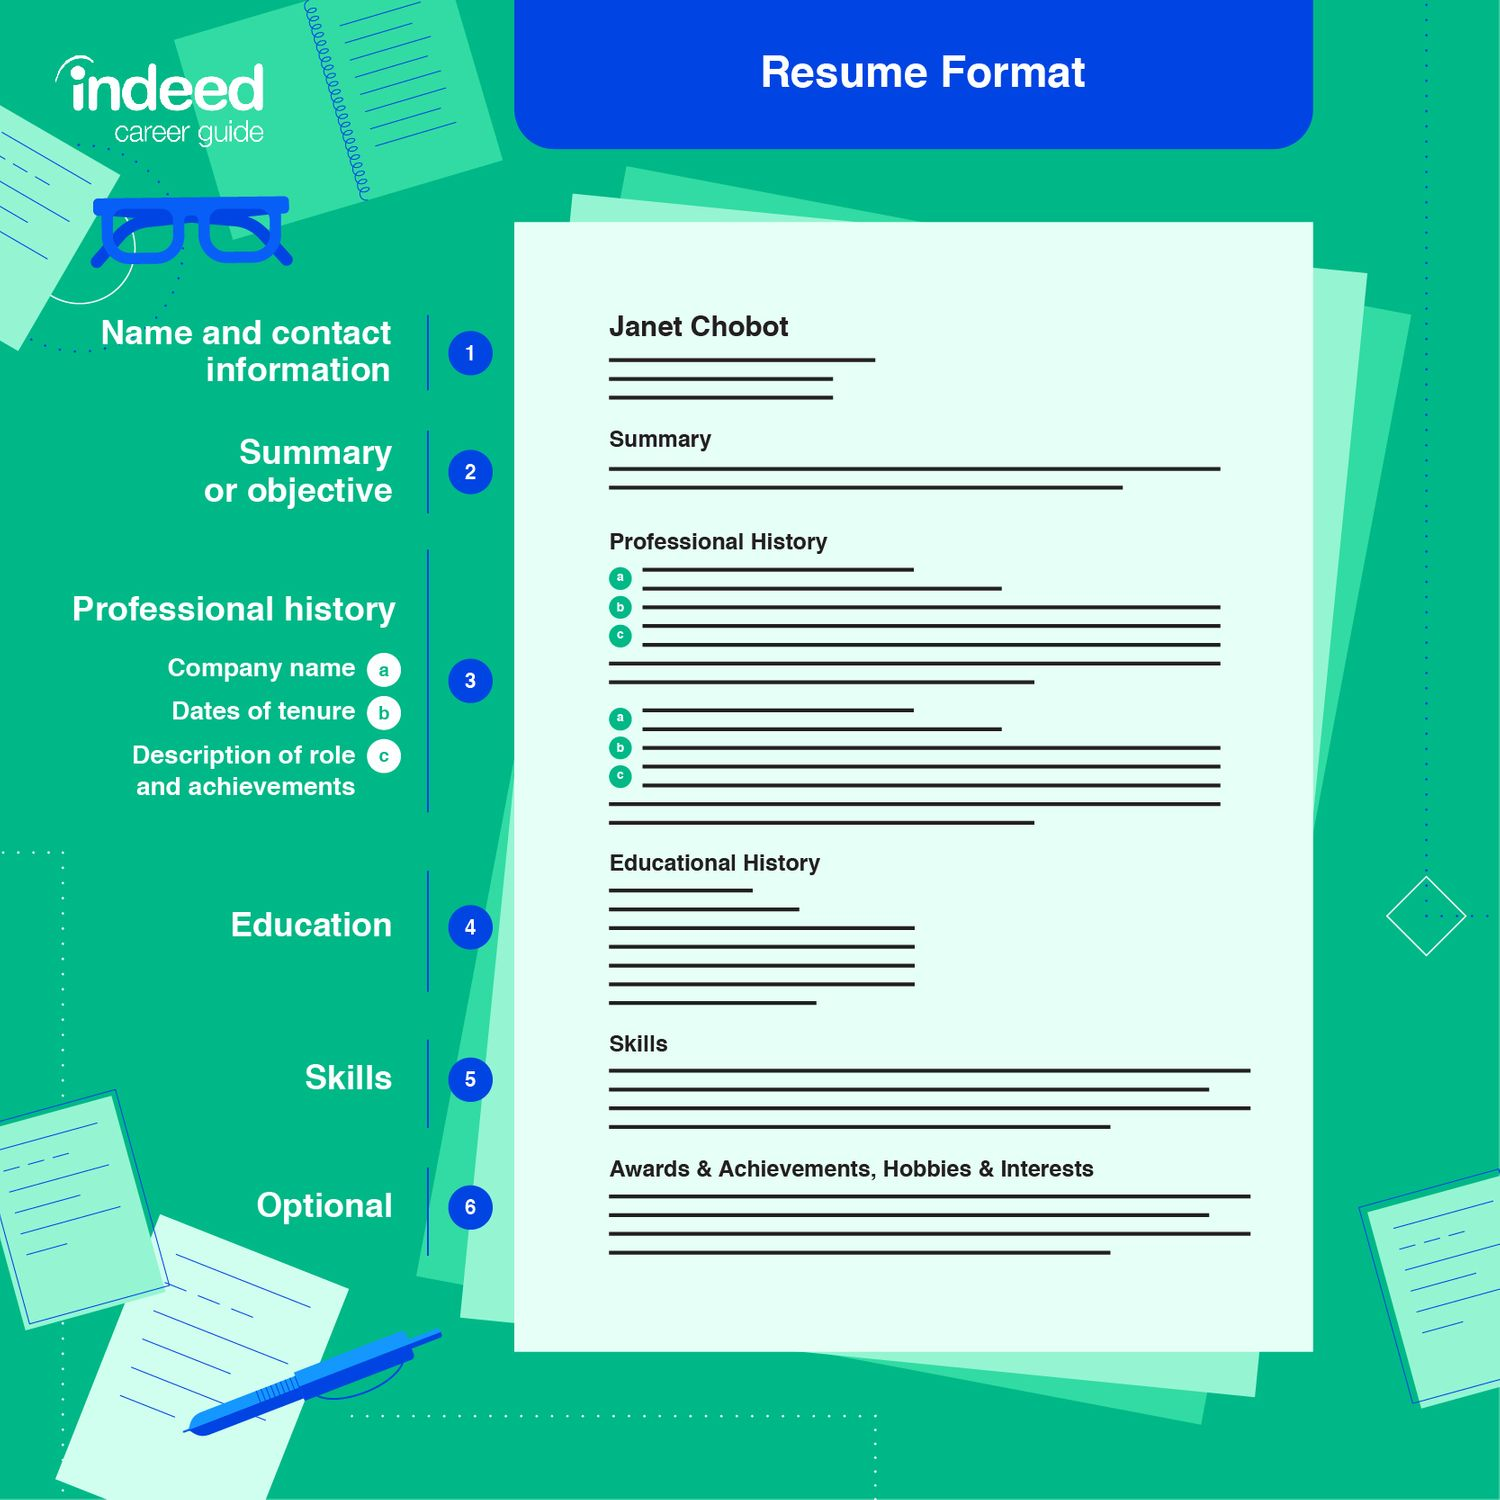 indeed
career guide
Resume Format
Name and contact
information
1
Summary
or objective
2
Professional history
Company name a
Dates of tenure b
Description of role c
and achievements
3
Education
4
Skills
5
Optional
6
Janet Chobot
Summary
Professional History
a
b
c
a
b
c
Educational History
Skills
Awards & Achievements, Hobbies & Interests